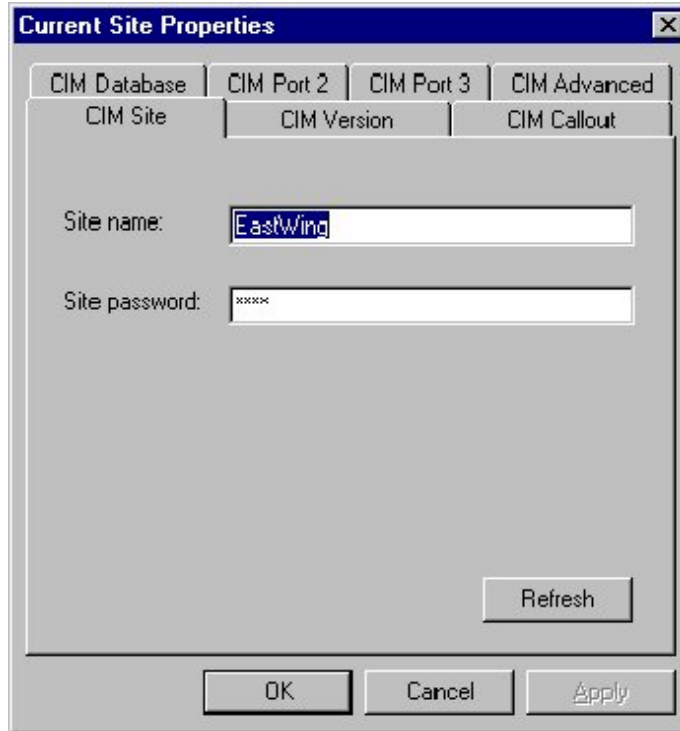 Current Site Properties
CIM Database CIM Port 2 CIM Port 3 CIM Advanced
CIM Site CIM Version CIM Callout
Site name: EastWing
Site password: ****
Refresh
OK Cancel Apply